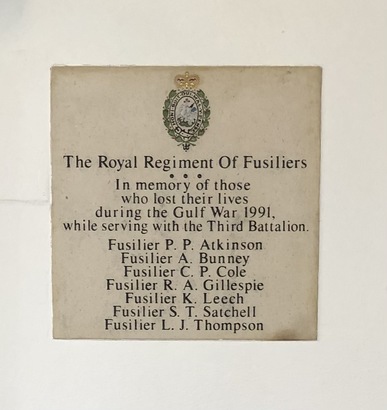 The Royal Regiment Of Fusiliers
• • •
In memory of those
who lost their lives
during the Gulf War 1991,
while serving with the Third Battalion.
Fusilier P. P. Atkinson
Fusilier A. Bunney
Fusilier C. P. Cole
Fusilier R. A. Gillespie
Fusilier K. Leech
Fusilier S. T. Satchell
Fusilier L. J. Thompson